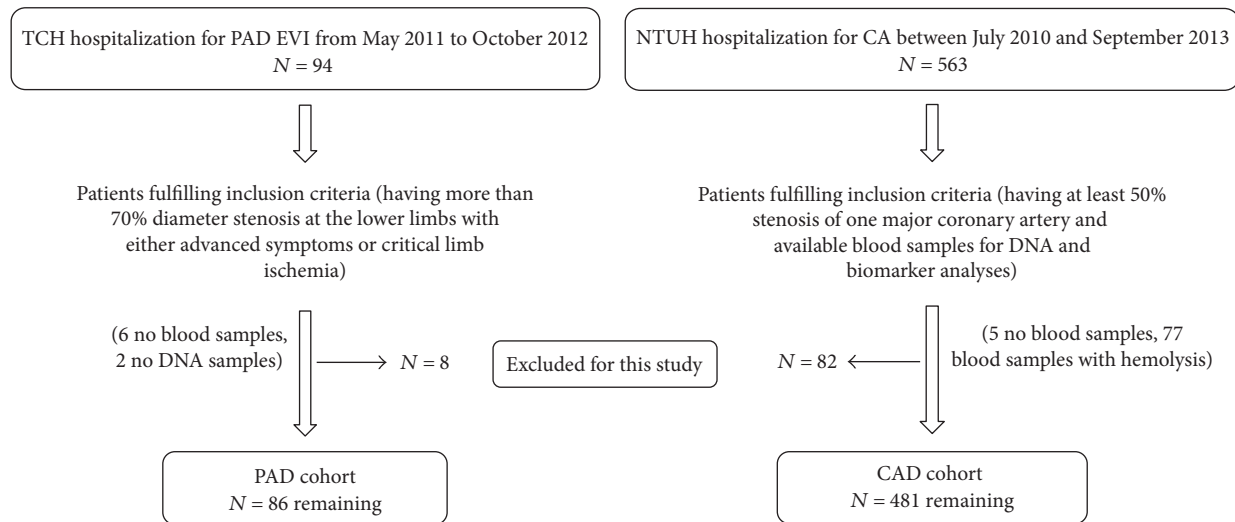 TCH hospitalization for PAD EVI from May 2011 to October 2012
N = 94
Patients fulfilling inclusion criteria (having more than
70% diameter stenosis at the lower limbs with
either advanced symptoms or critical limb
ischemia)
(6 no blood samples,
2 no DNA samples)
N = 8
PAD cohort
N = 86 remaining
Excluded for this study
NTUH hospitalization for CA between July 2010 and September 2013
N = 563
Patients fulfilling inclusion criteria (having at least 50%
stenosis of one major coronary artery and
available blood samples for DNA and
biomarker analyses)
N = 82
(5 no blood samples, 77
blood samples with hemolysis)
CAD cohort
N = 481 remaining